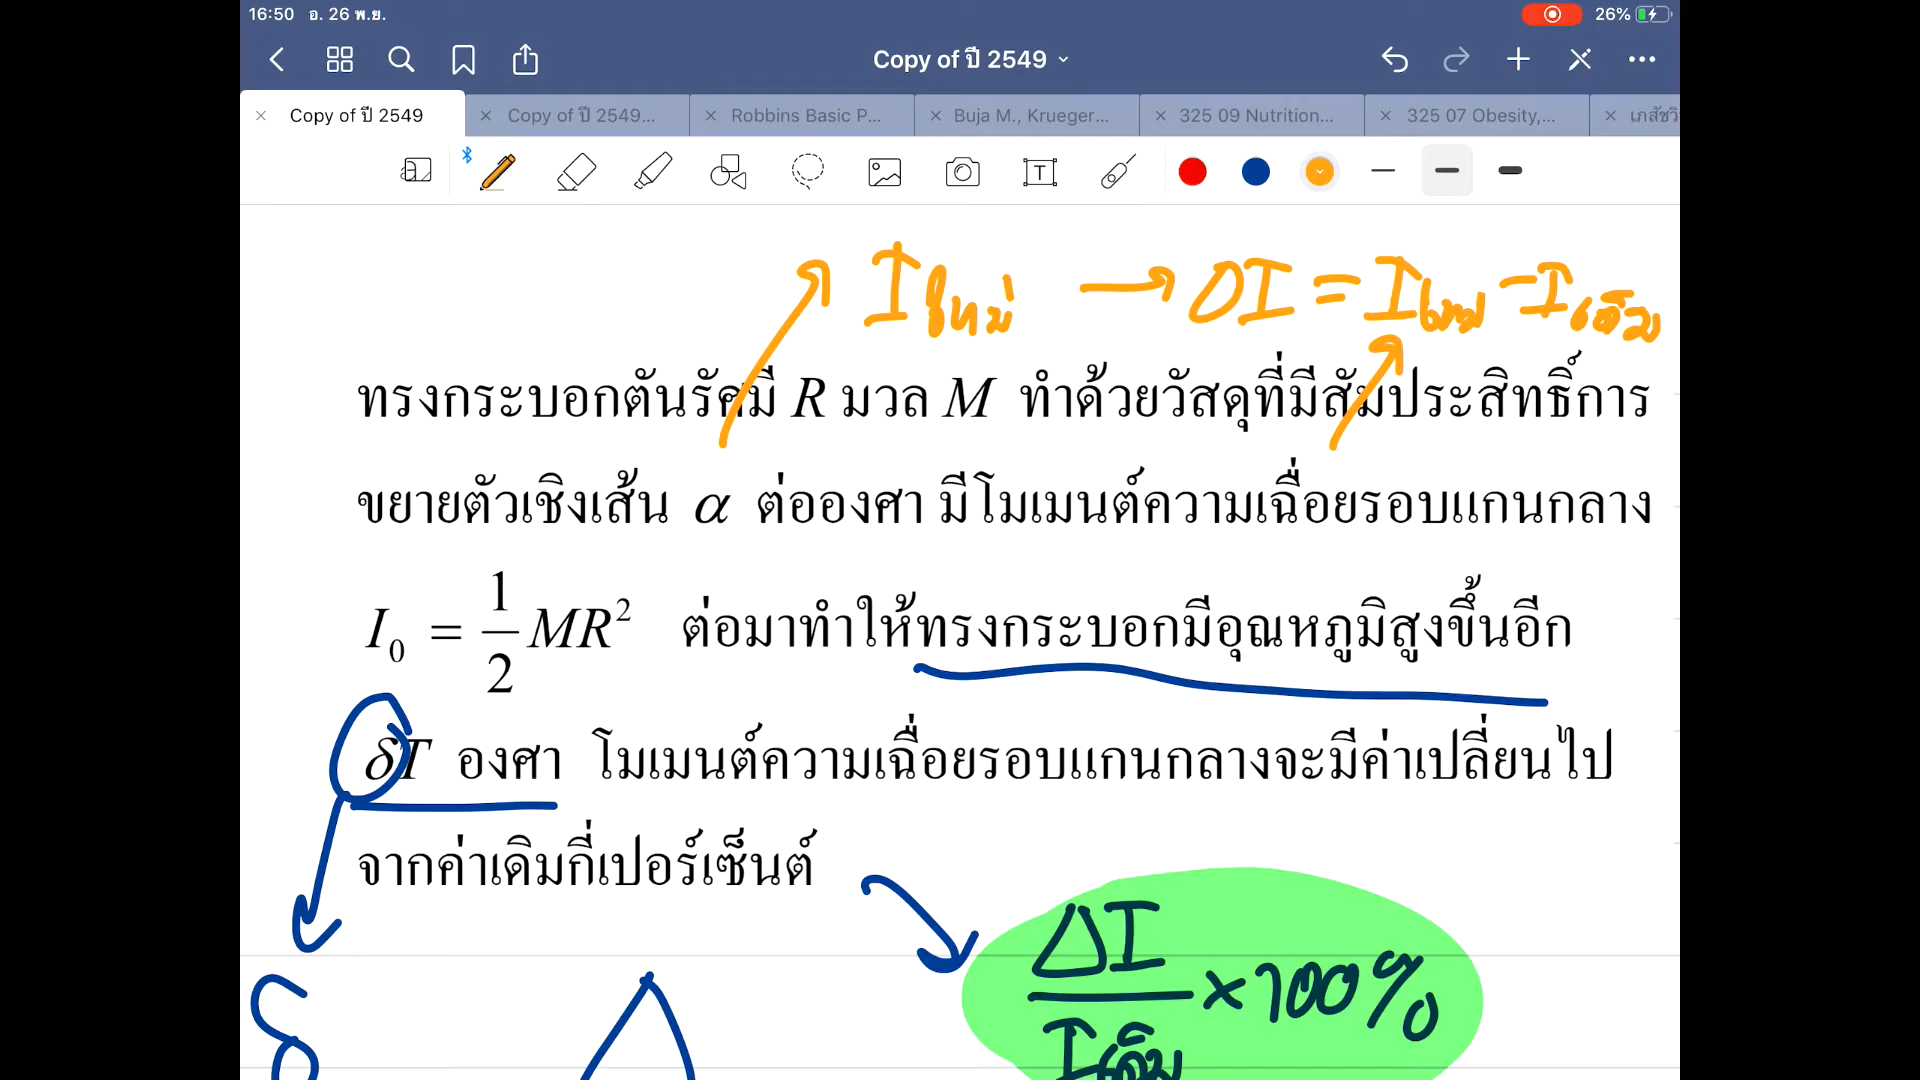 16:50 อ. 26 พ.ย. 26%
Copy of ปี 2549
Copy of ปี 2549 Copy of ปี 2549... Robbins Basic P... Buja M., Krueger... 325 09 Nutrition... 325 07 Obesity,... เภสัชวิ
T
I ใหม่ → ΔI = I ใหม่ - I เดิม
ทรงกระบอกตันรัศมี R มวล M ทำด้วยวัสดุที่มีสัมประสิทธิ์การ
ขยายตัวเชิงเส้น α ต่อองศา มีโมเมนต์ความเฉื่อยรอบแกนกลาง
I₀ = 1/2 MR² ต่อมาทำให้ทรงกระบอกมีอุณหภูมิสูงขึ้นอีก
δT องศา โมเมนต์ความเฉื่อยรอบแกนกลางจะมีค่าเปลี่ยนไป
จากค่าเดิมกี่เปอร์เซ็นต์
ΔI / I เดิม × 100%
δ Δ